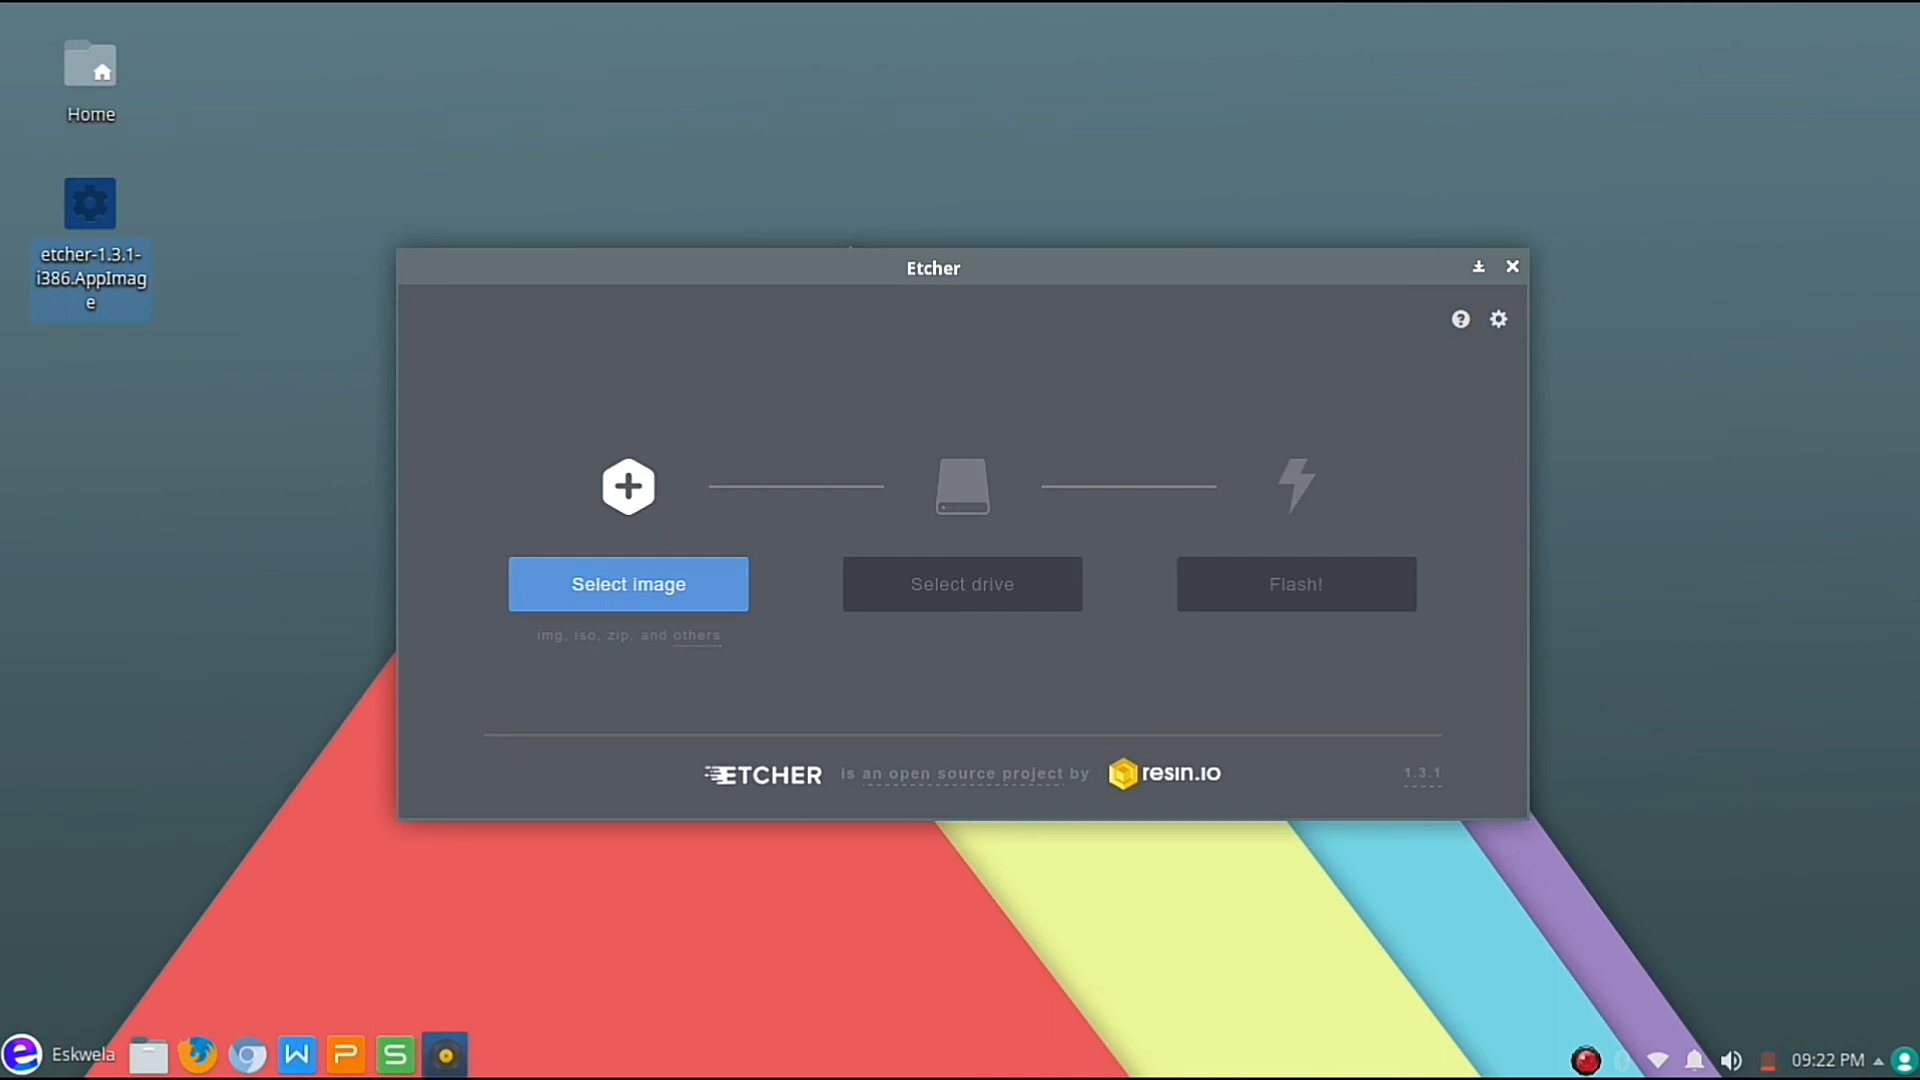 Home
etcher-1.3.1-
i386.AppImag
e
Etcher
Select image
Select drive
Flash!
img, iso, zip, and others
ETCHER is an open source project by resin.io
1.3.1
Eskwela
W
P
S
09:22 PM